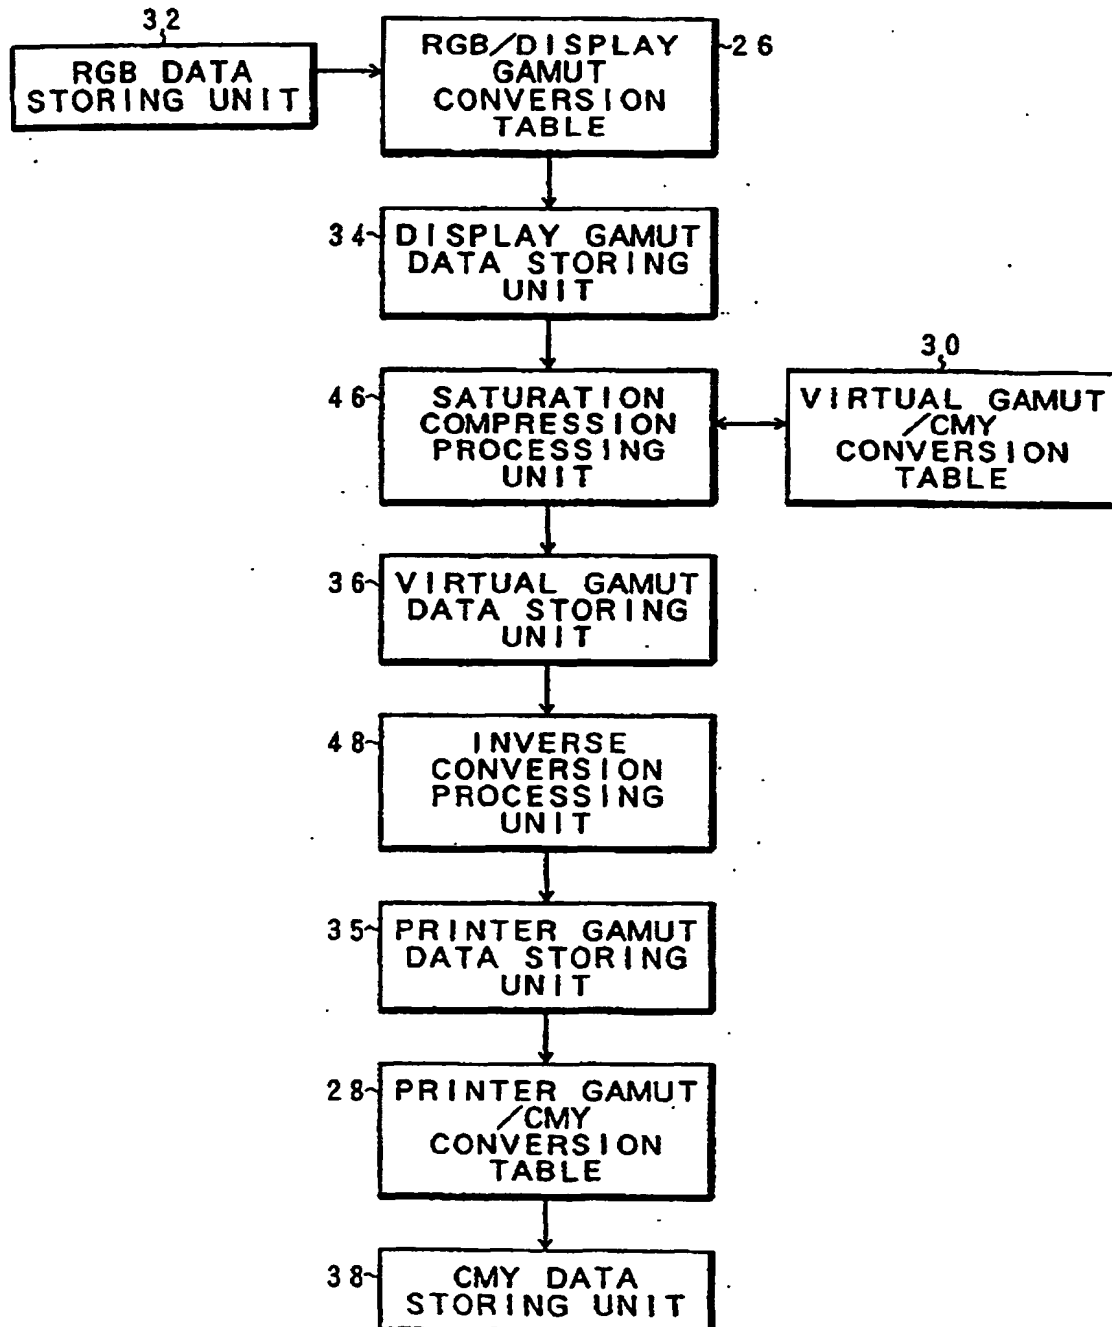 32
RGB DATA
STORING UNIT
RGB/DISPLAY
GAMUT
CONVERSION
TABLE
26
34
DISPLAY GAMUT
DATA STORING
UNIT
46
SATURATION
COMPRESSION
PROCESSING
UNIT
30
VIRTUAL GAMUT
/CMY
CONVERSION
TABLE
36
VIRTUAL GAMUT
DATA STORING
UNIT
48
INVERSE
CONVERSION
PROCESSING
UNIT
35
PRINTER GAMUT
DATA STORING
UNIT
28
PRINTER GAMUT
/CMY
CONVERSION
TABLE
38
CMY DATA
STORING UNIT